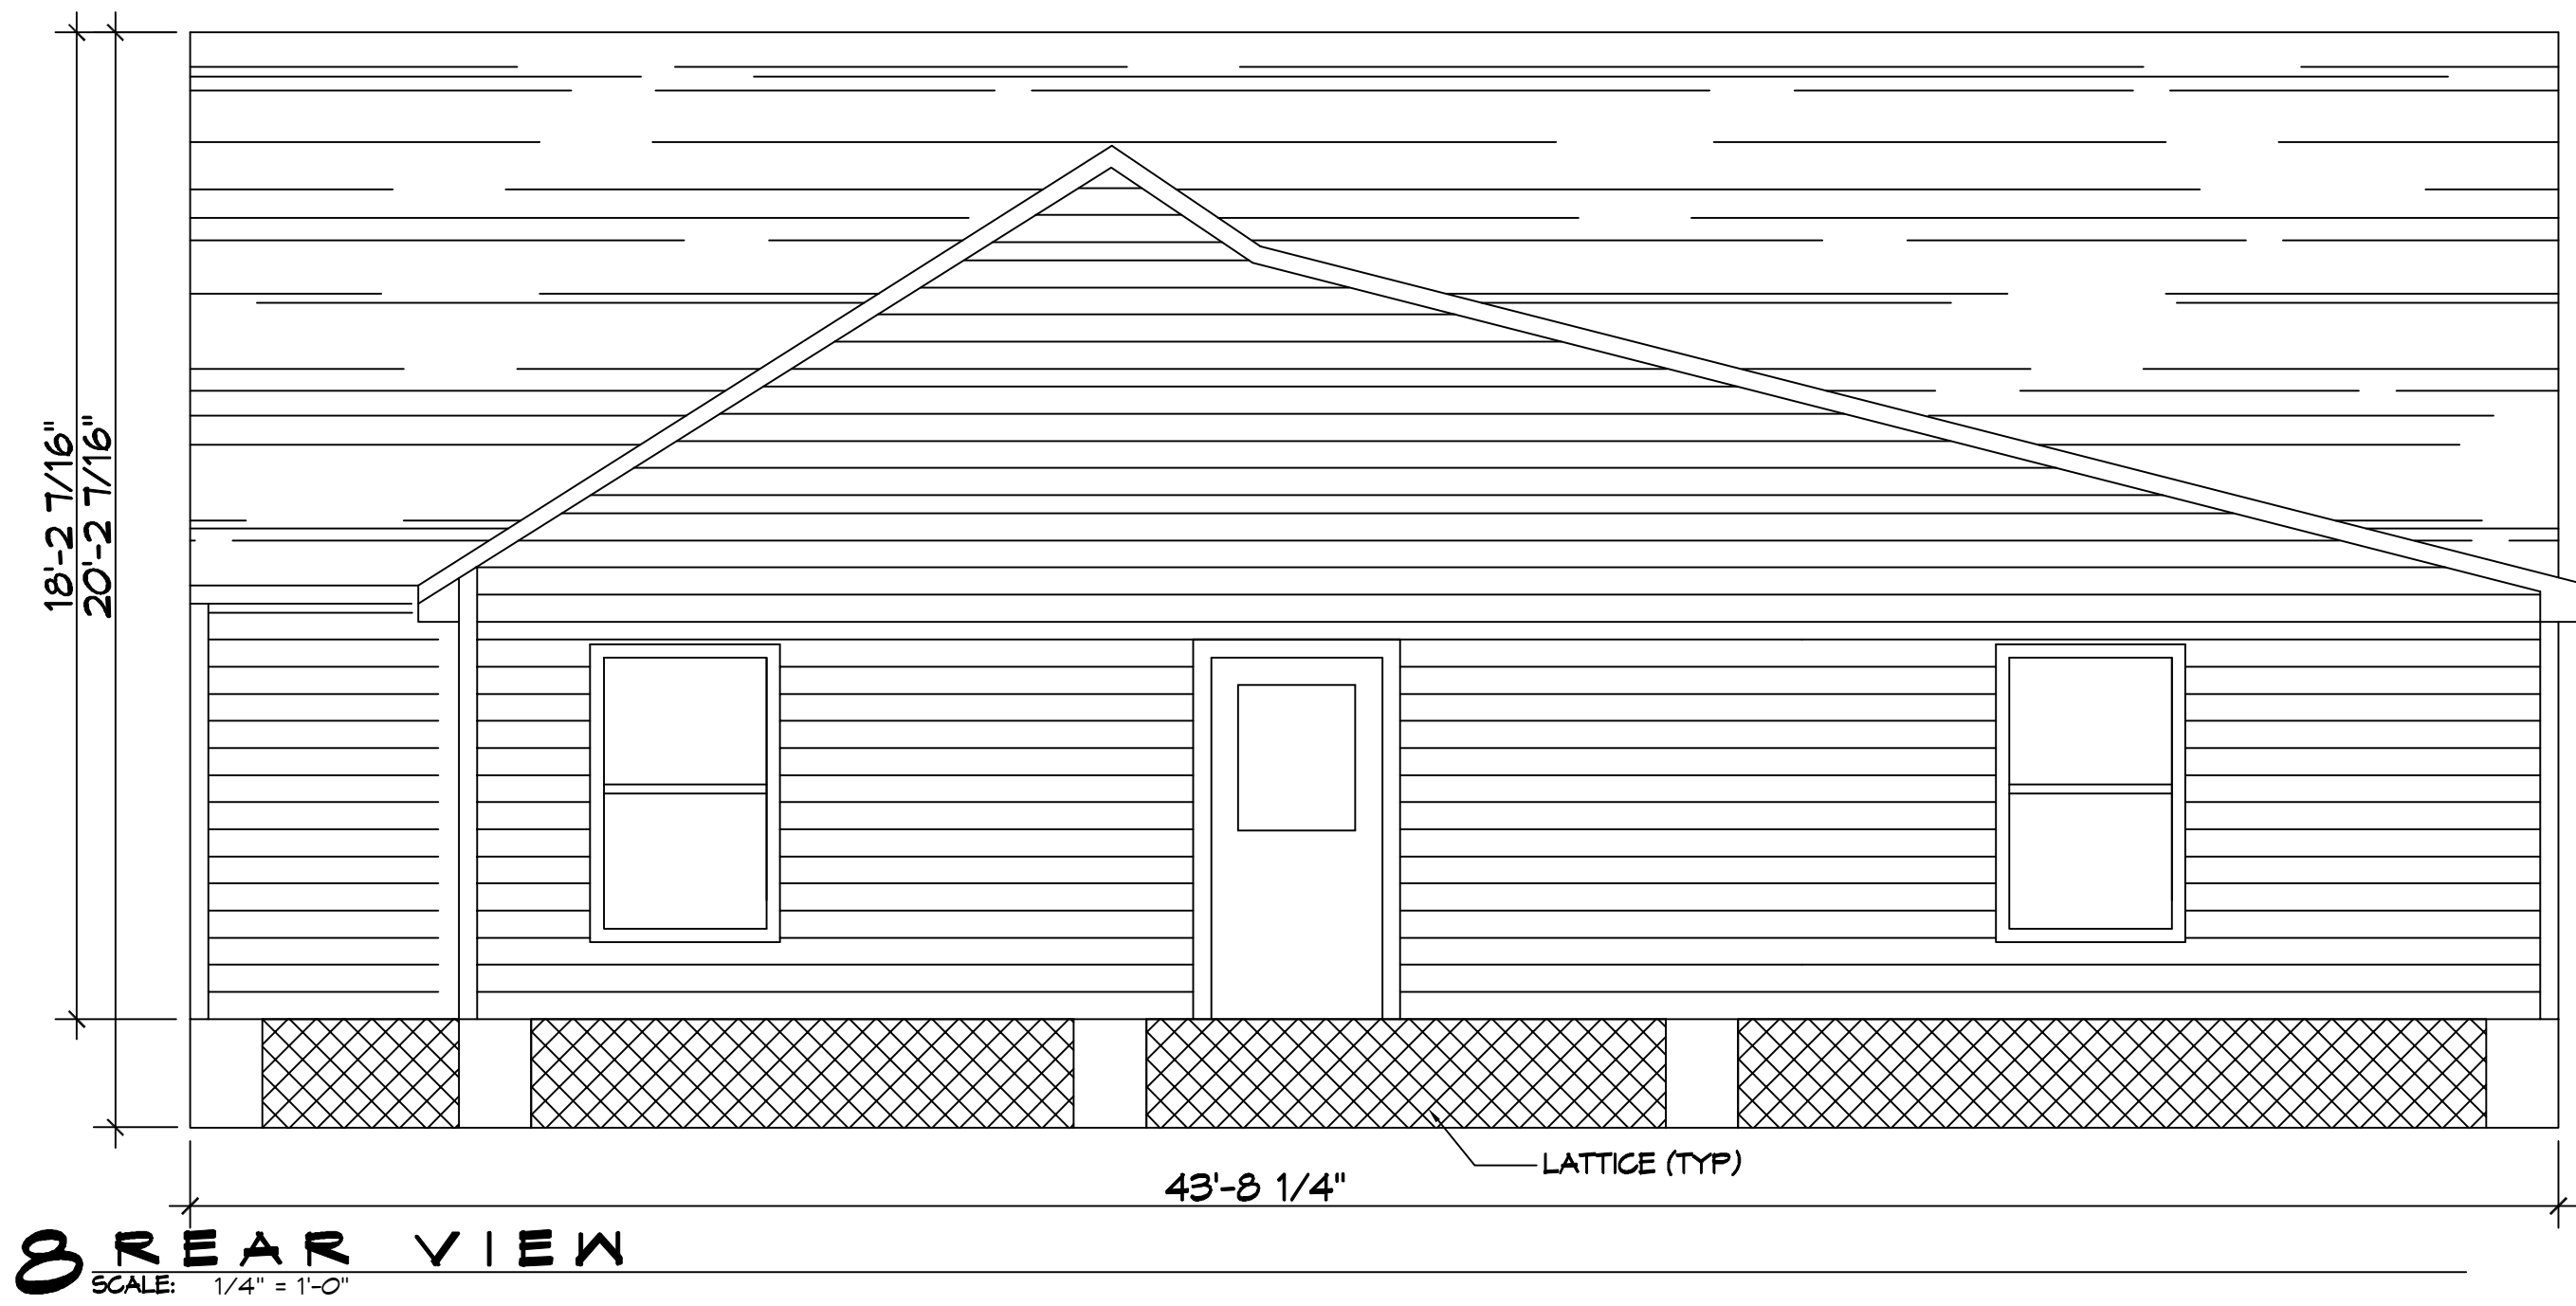 18'-2 7/16"
20'-2 7/16"
LATTICE (TYP)
43'-8 1/4"
8 REAR VIEW
SCALE: 1/4" = 1'-0"